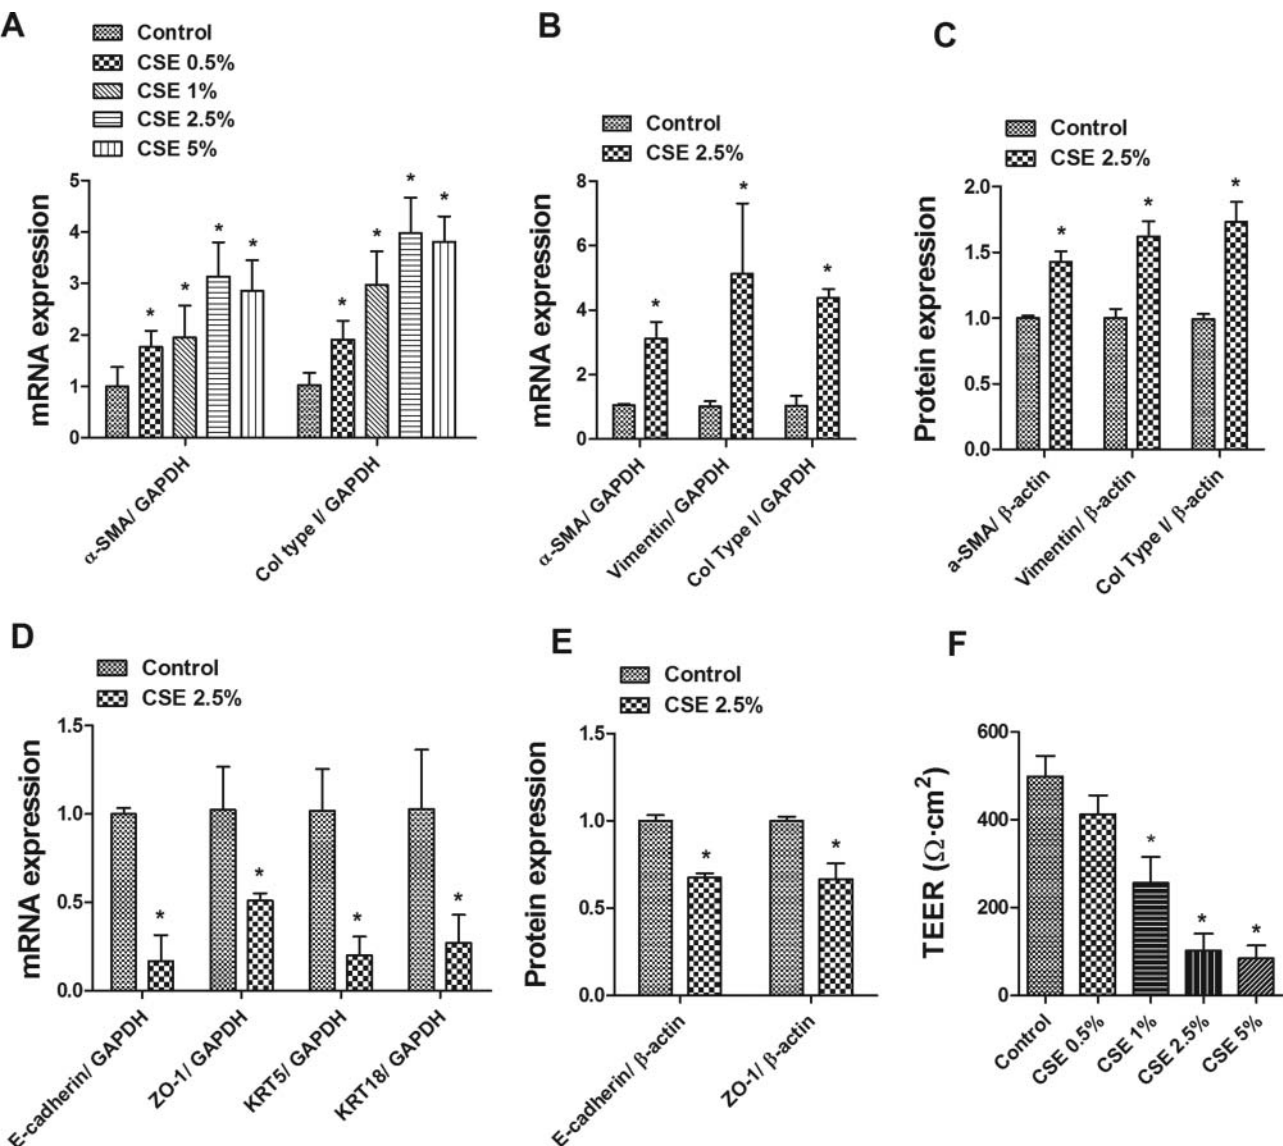 A
Control
CSE 0.5%
CSE 1%
CSE 2.5%
CSE 5%
mRNA expression
5
4
3
2
1
0
* * * *
* * * *
α-SMA/ GAPDH
Col type I/ GAPDH
B
Control
CSE 2.5%
mRNA expression
8
6
4
2
0
* * *
α-SMA/ GAPDH
Vimentin/ GAPDH
Col Type I/ GAPDH
C
Control
CSE 2.5%
Protein expression
2.0
1.5
1.0
0.5
0.0
* * *
a-SMA/ β-actin
Vimentin/ β-actin
Col Type I/ β-actin
D
Control
CSE 2.5%
mRNA expression
1.5
1.0
0.5
0.0
* * * *
E-cadherin/ GAPDH
ZO-1/ GAPDH
KRT5/ GAPDH
KRT18/ GAPDH
E
Control
CSE 2.5%
Protein expression
1.5
1.0
0.5
0.0
* *
E-cadherin/ β-actin
ZO-1/ β-actin
F
TEER (Ω·cm²)
600
400
200
0
* * *
Control
CSE 0.5%
CSE 1%
CSE 2.5%
CSE 5%